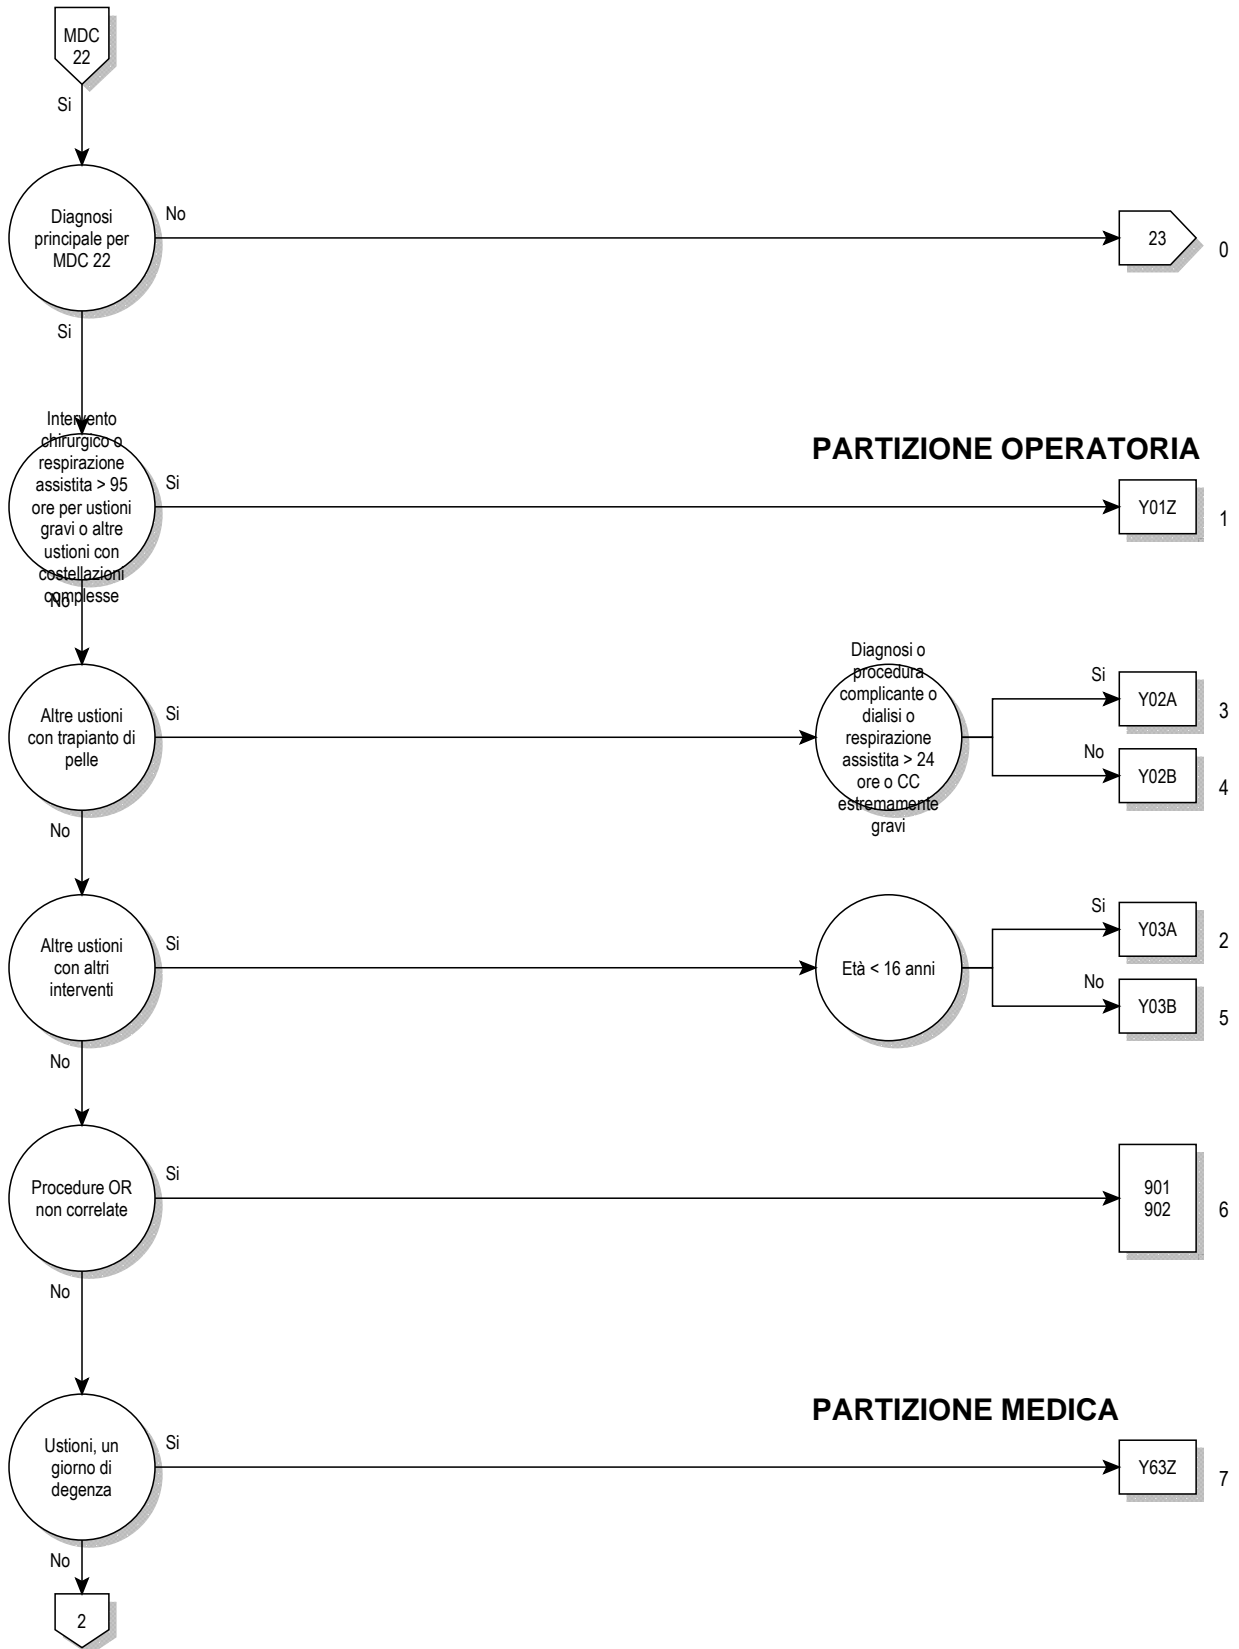 MDC
22
Si
Diagnosi
principale per
MDC 22
No
23
0
Si
PARTIZIONE OPERATORIA
Intervento
chirurgico o
respirazione
assistita > 95
ore per ustioni
gravi o altre
ustioni con
costellazioni
complesse
Si
Y01Z
1
No
Altre ustioni
con trapianto di
pelle
Si
Diagnosi o
procedura
complicante o
dialisi o
respirazione
assistita > 24
ore o CC
estremamente
gravi
Si
Y02A
3
No
Y02B
4
No
Altre ustioni
con altri
interventi
Si
Età < 16 anni
Si
Y03A
2
No
Y03B
5
No
Procedure OR
non correlate
Si
901
902
6
No
PARTIZIONE MEDICA
Ustioni, un
giorno di
degenza
Si
Y63Z
7
No
2